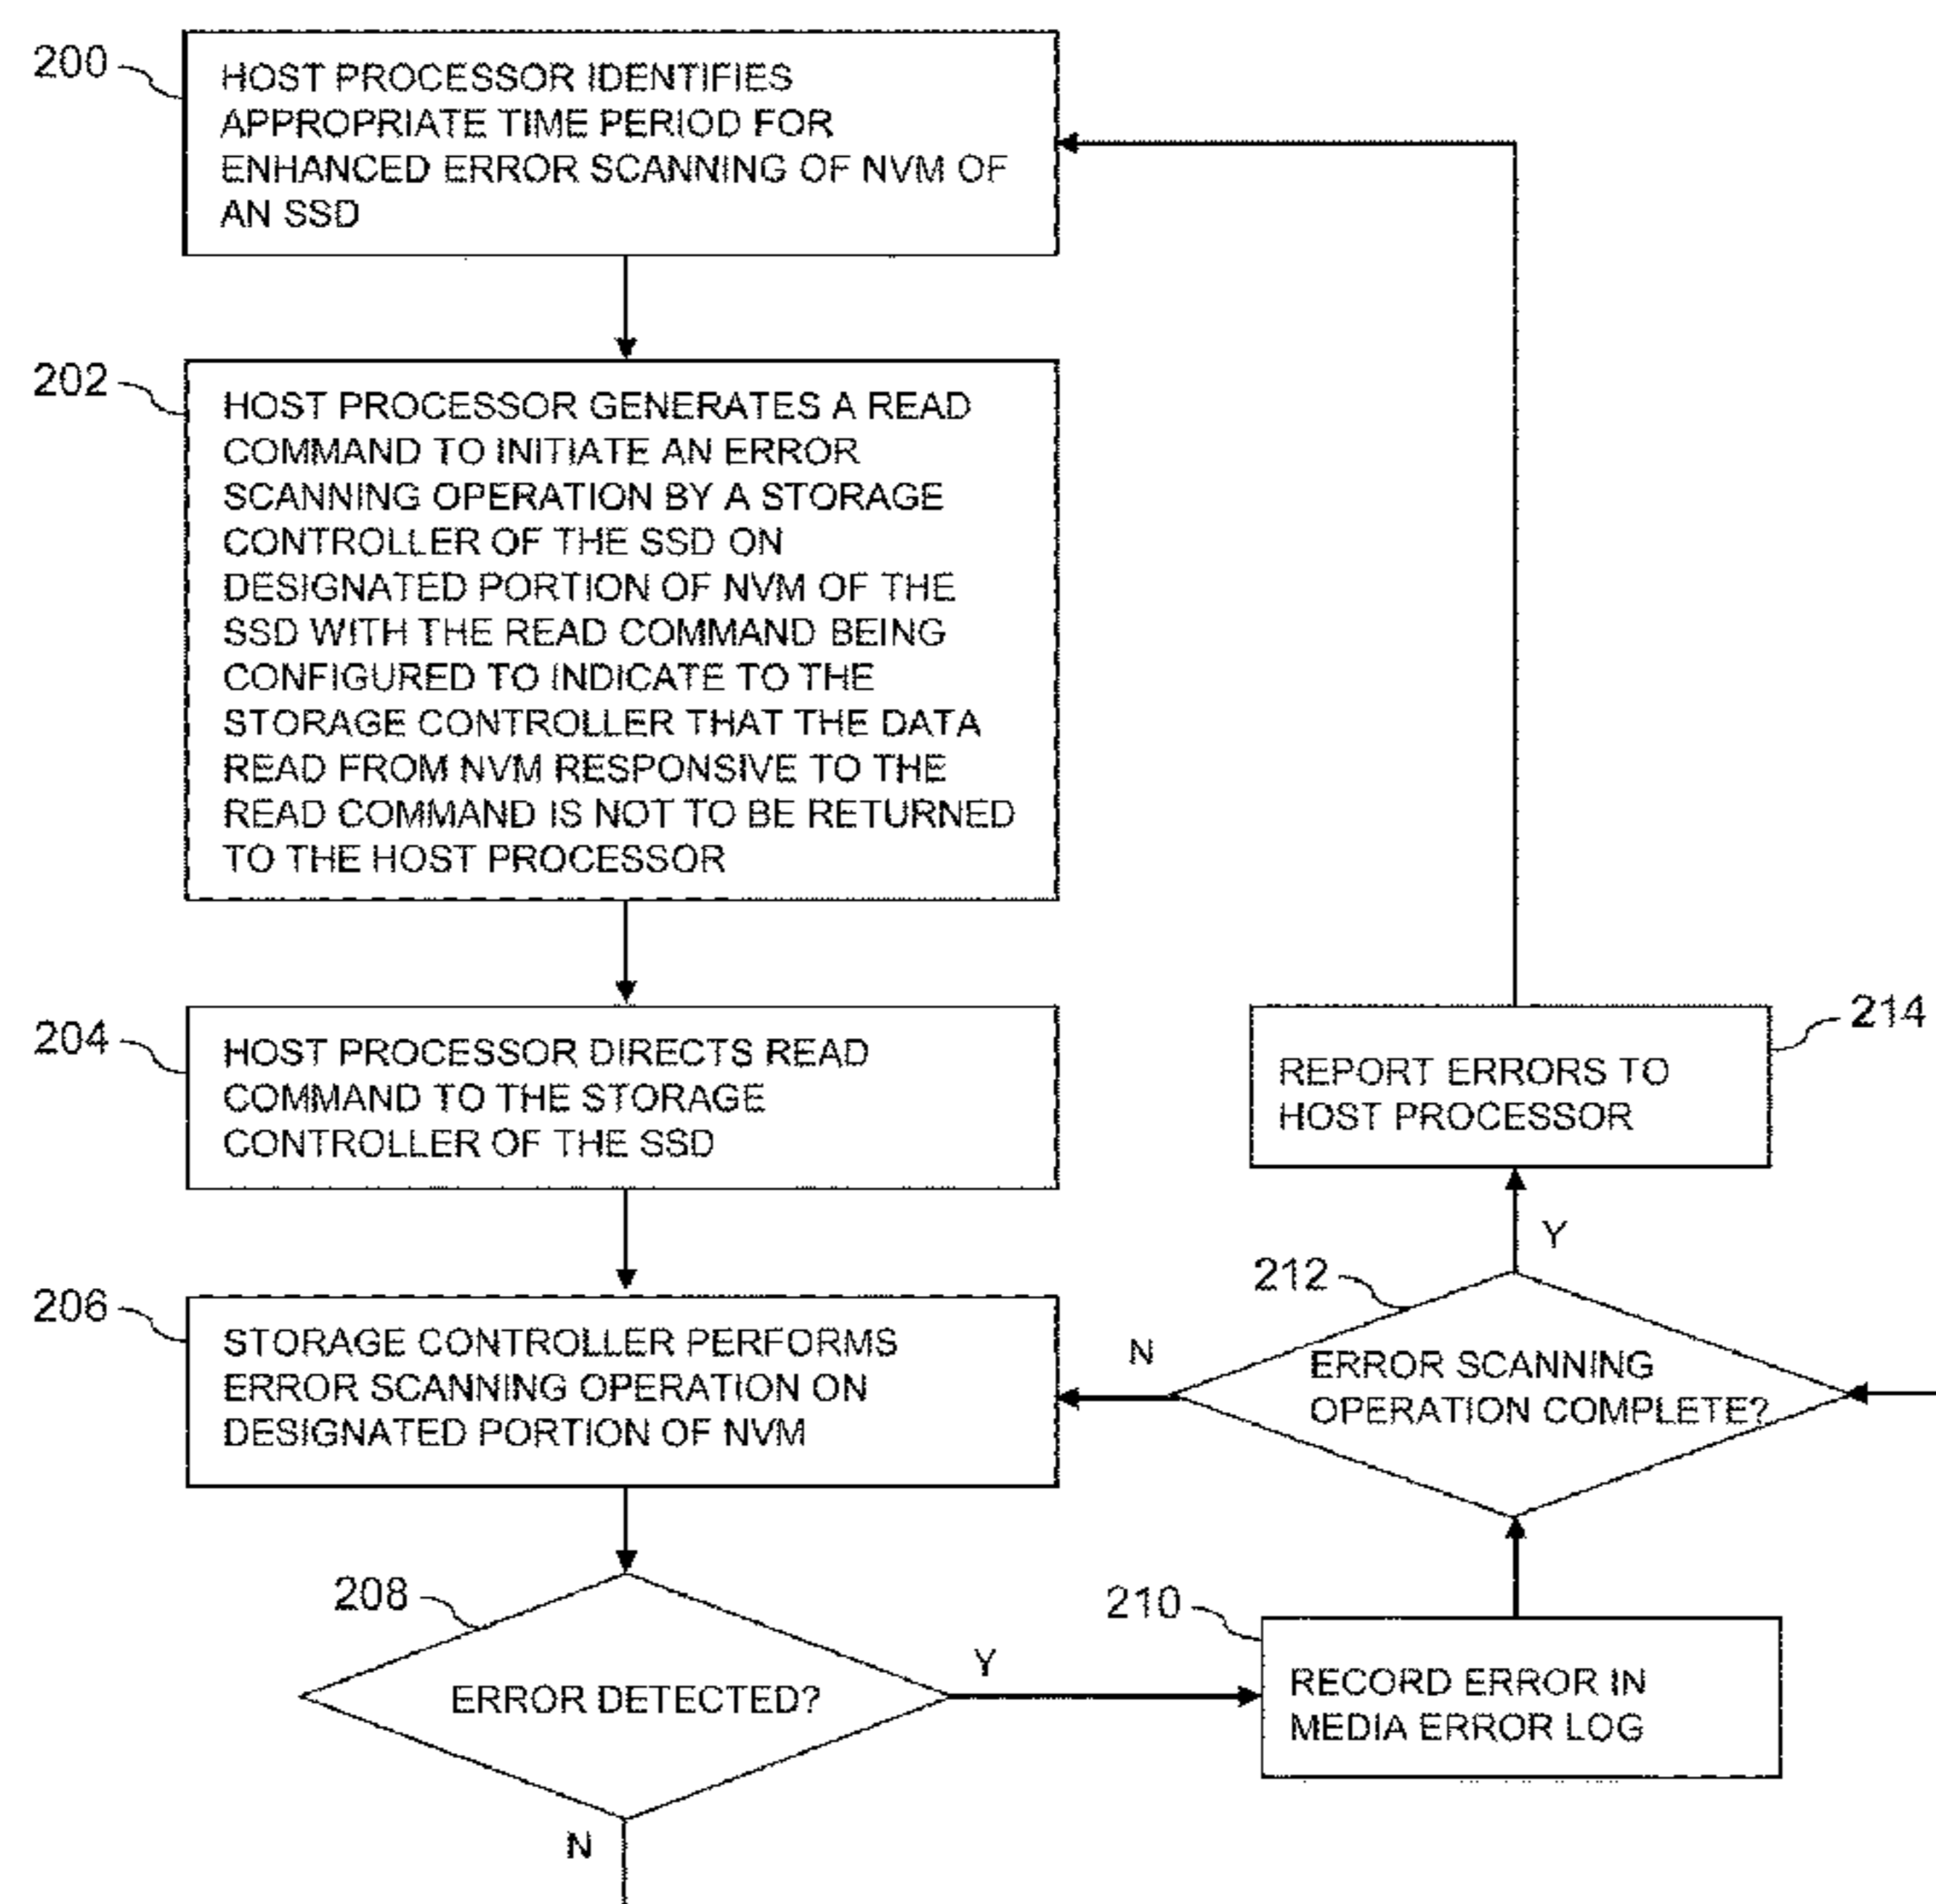 200
HOST PROCESSOR IDENTIFIES
APPROPRIATE TIME PERIOD FOR
ENHANCED ERROR SCANNING OF NVM OF
AN SSD
202
HOST PROCESSOR GENERATES A READ
COMMAND TO INITIATE AN ERROR
SCANNING OPERATION BY A STORAGE
CONTROLLER OF THE SSD ON
DESIGNATED PORTION OF NVM OF THE
SSD WITH THE READ COMMAND BEING
CONFIGURED TO INDICATE TO THE
STORAGE CONTROLLER THAT THE DATA
READ FROM NVM RESPONSIVE TO THE
READ COMMAND IS NOT TO BE RETURNED
TO THE HOST PROCESSOR
204
HOST PROCESSOR DIRECTS READ
COMMAND TO THE STORAGE
CONTROLLER OF THE SSD
206
STORAGE CONTROLLER PERFORMS
ERROR SCANNING OPERATION ON
DESIGNATED PORTION OF NVM
208
ERROR DETECTED?
Y
N
210
RECORD ERROR IN
MEDIA ERROR LOG
212
ERROR SCANNING
OPERATION COMPLETE?
N
Y
214
REPORT ERRORS TO
HOST PROCESSOR